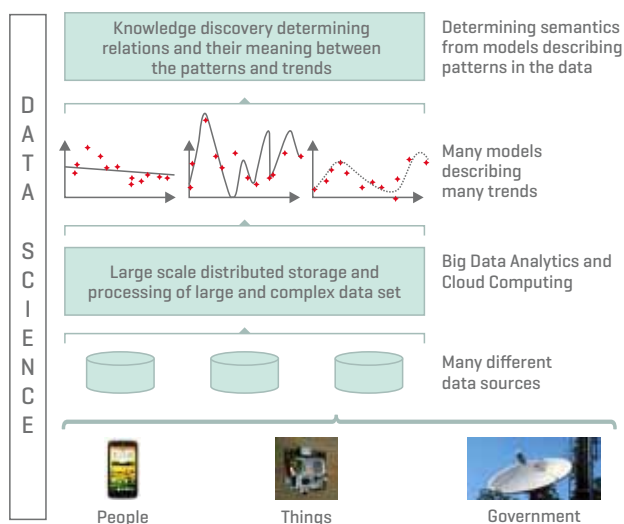 Knowledge discovery determining
relations and their meaning between
the patterns and trends
Determining semantics
from models describing
patterns in the data
DATA SCIENCE
Many models
describing
many trends
Large scale distributed storage and
processing of large and complex data set
Big Data Analytics and
Cloud Computing
Many different
data sources
People
Things
Government